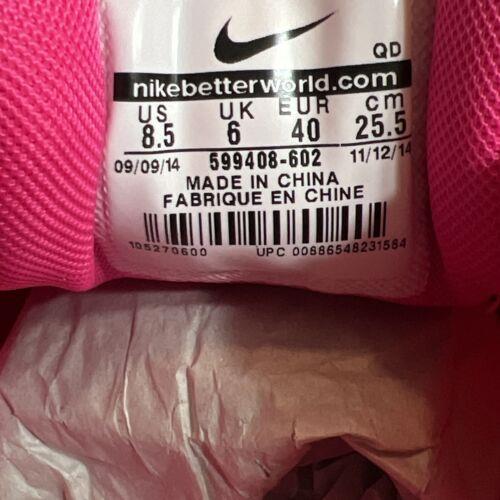 QD
nikebetterworld.com
US UK EUR cm
8.5 6 40 25.5
09/09/14 599408-602 11/12/14
MADE IN CHINA
FABRIQUE EN CHINE
105270600 UPC 00886548231584